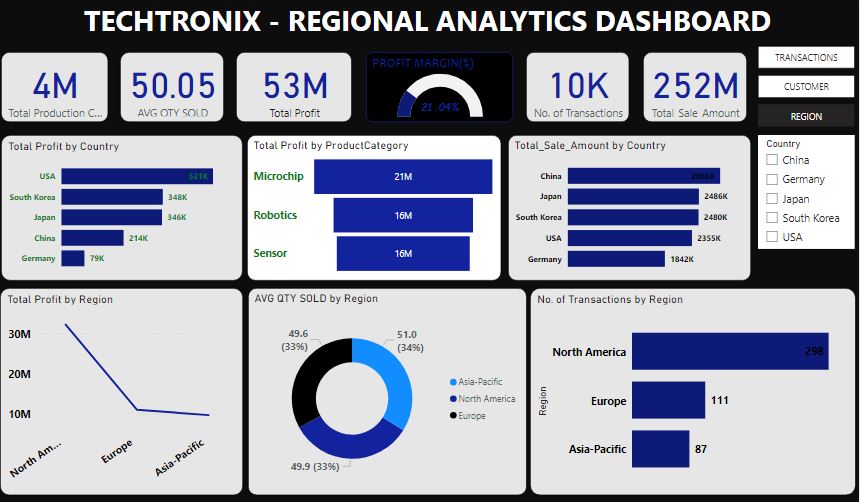 TECHTRONIX - REGIONAL ANALYTICS DASHBOARD
4M
Total Production C...
50.05
AVG QTY SOLD
53M
Total Profit
PROFIT MARGIN(%)
21.04%
10K
No. of Transactions
252M
Total Sale Amount
TRANSACTIONS
CUSTOMER
REGION
Country
China
Germany
Japan
South Korea
USA
Total Profit by Country
USA 521K
South Korea 348K
Japan 346K
China 214K
Germany 79K
Total Profit by ProductCategory
Microchip 21M
Robotics 16M
Sensor 16M
Total_Sale_Amount by Country
China 2888K
Japan 2486K
South Korea 2480K
USA 2355K
Germany 1842K
Total Profit by Region
30M
20M
10M
North Am...
Europe
Asia-Pacific
AVG QTY SOLD by Region
49.6
(33%)
51.0
(34%)
49.9 (33%)
Asia-Pacific
North America
Europe
No. of Transactions by Region
Region
North America 298
Europe 111
Asia-Pacific 87